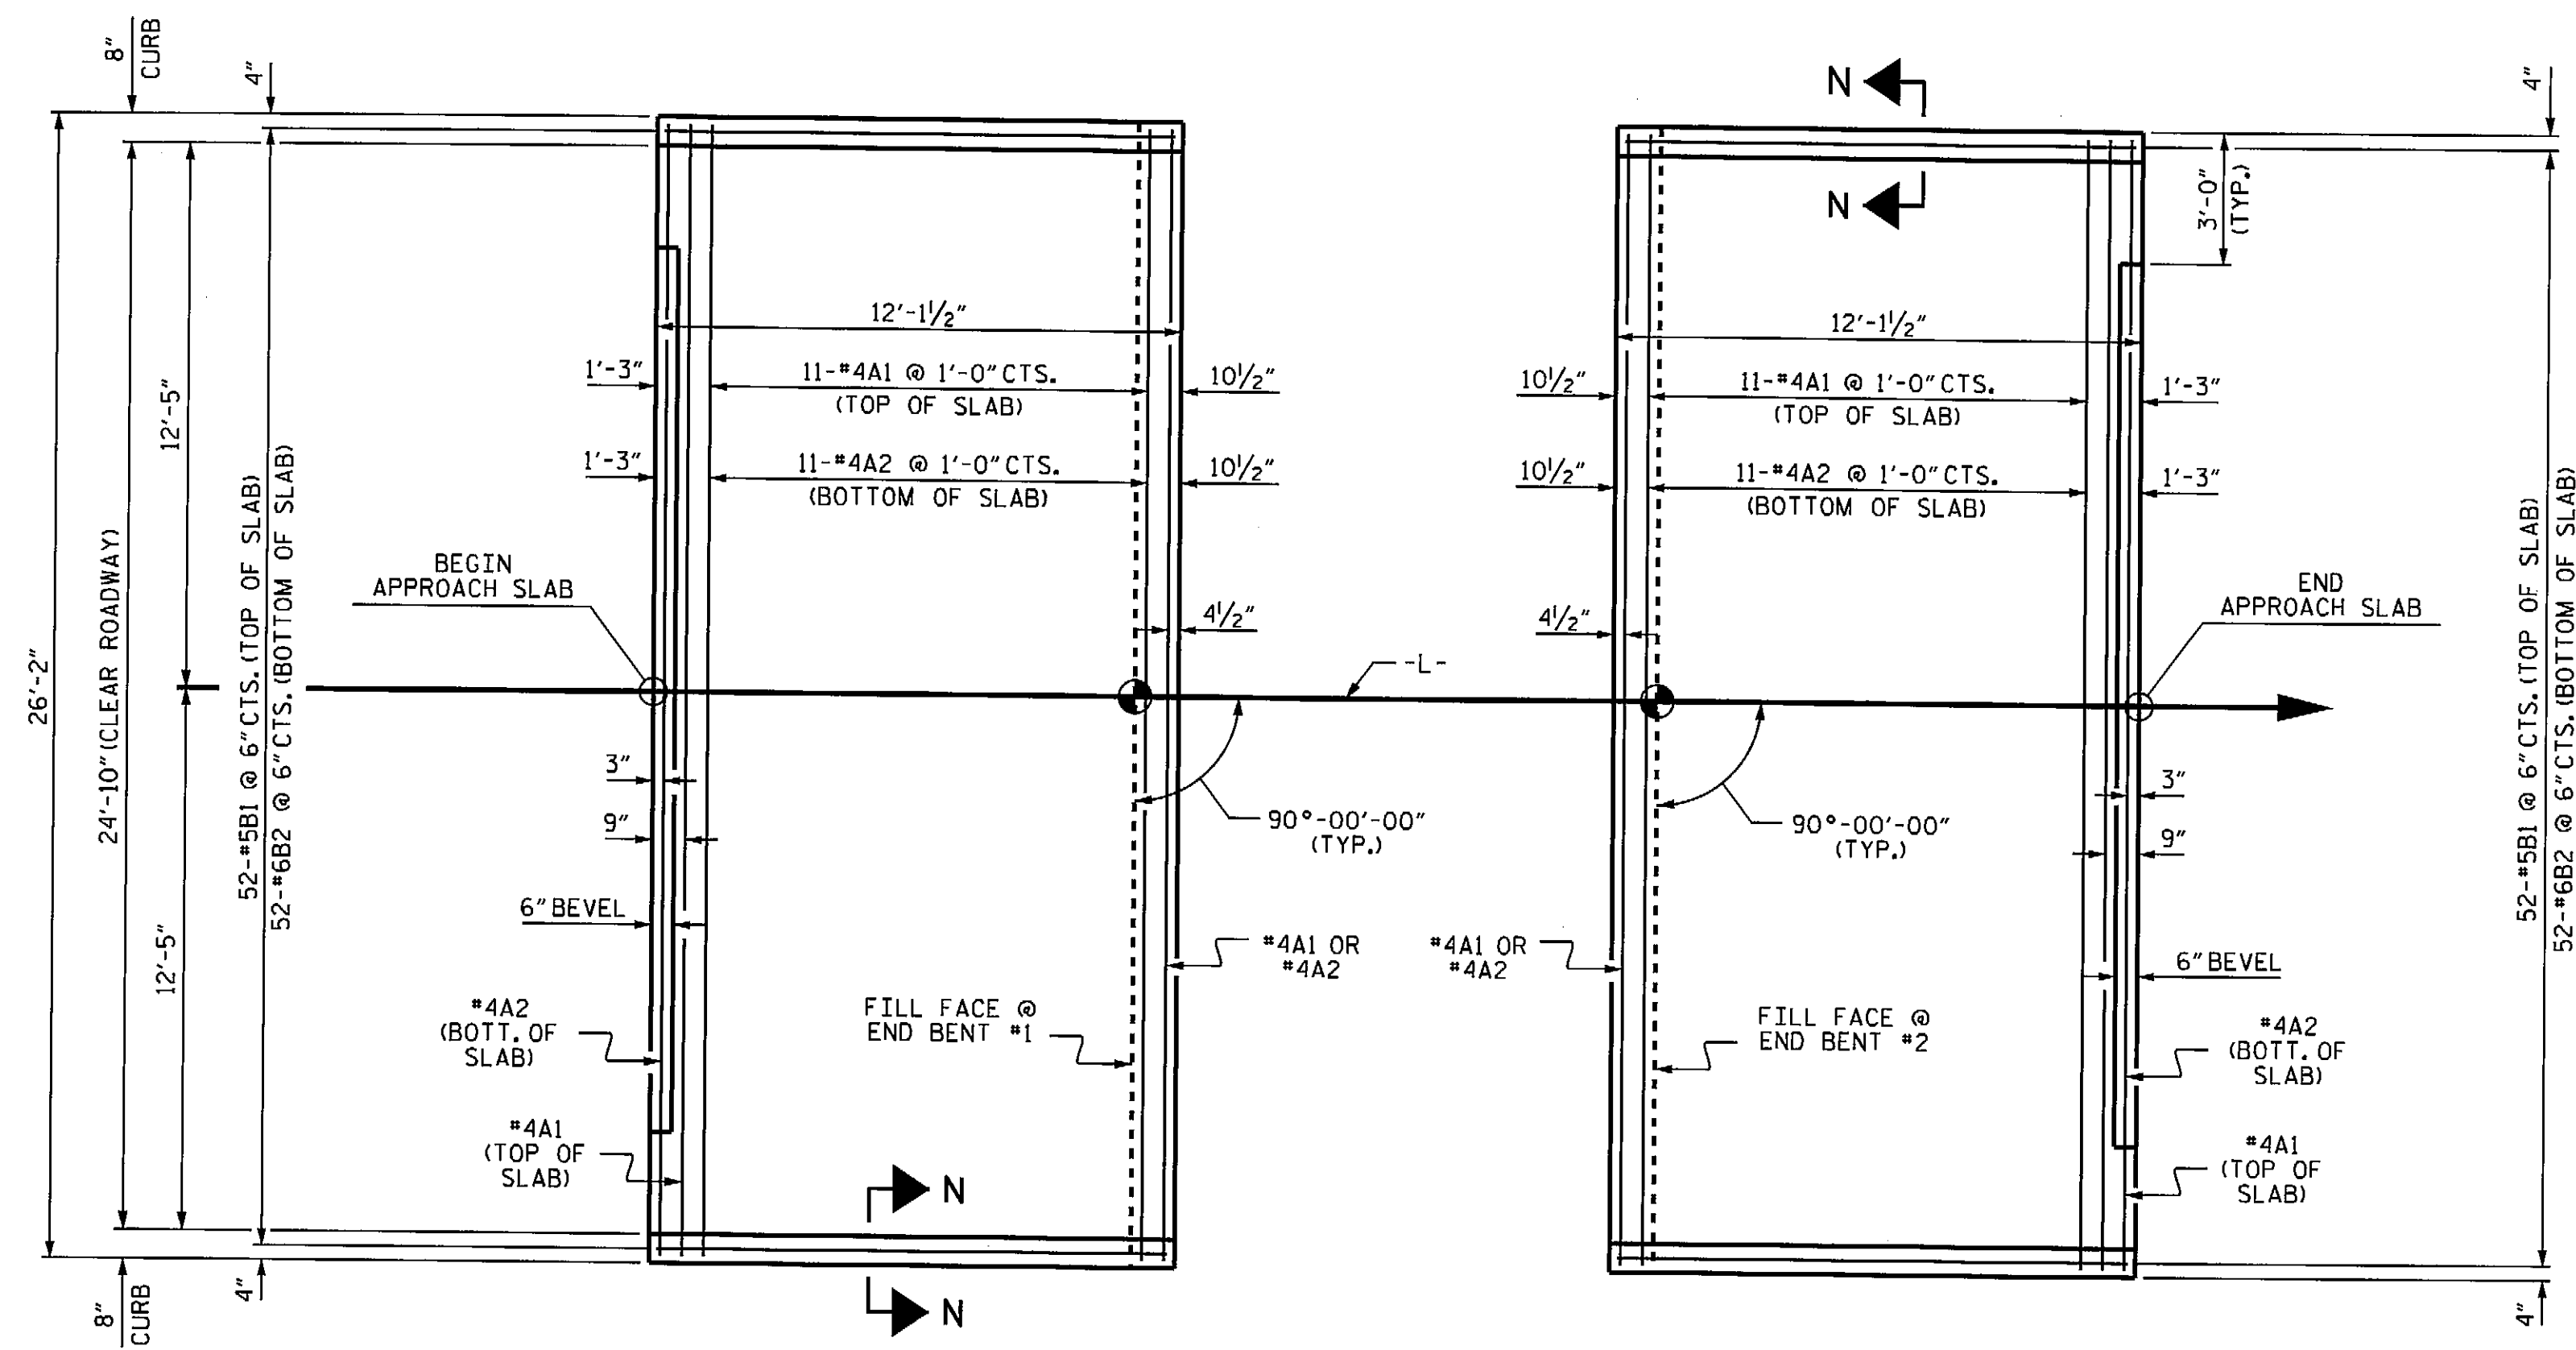 8"
CURB
4"
26'-2"
24'-10" (CLEAR ROADWAY)
12'-5"
12'-5"
52-#5B1 @ 6" CTS. (TOP OF SLAB)
52-#6B2 @ 6" CTS. (BOTTOM OF SLAB)
8"
CURB
4"
12'-1½"
1'-3"
11-#4A1 @ 1'-0" CTS.
(TOP OF SLAB)
10½"
1'-3"
11-#4A2 @ 1'-0" CTS.
(BOTTOM OF SLAB)
10½"
BEGIN
APPROACH SLAB
4½"
3"
9"
6" BEVEL
90°-00'-00"
(TYP.)
#4A1 OR
#4A2
#4A2
(BOTT. OF
SLAB)
FILL FACE @
END BENT #1
#4A1
(TOP OF
SLAB)
N
N
-L-
N
N
4"
3'-0"
(TYP.)
12'-1½"
10½"
11-#4A1 @ 1'-0" CTS.
(TOP OF SLAB)
1'-3"
10½"
11-#4A2 @ 1'-0" CTS.
(BOTTOM OF SLAB)
1'-3"
4½"
END
APPROACH SLAB
90°-00'-00"
(TYP.)
3"
9"
#4A1 OR
#4A2
6" BEVEL
FILL FACE @
END BENT #2
#4A2
(BOTT. OF
SLAB)
#4A1
(TOP OF
SLAB)
52-#5B1 @ 6" CTS. (TOP OF SLAB)
52-#6B2 @ 6" CTS. (BOTTOM OF SLAB)
4"